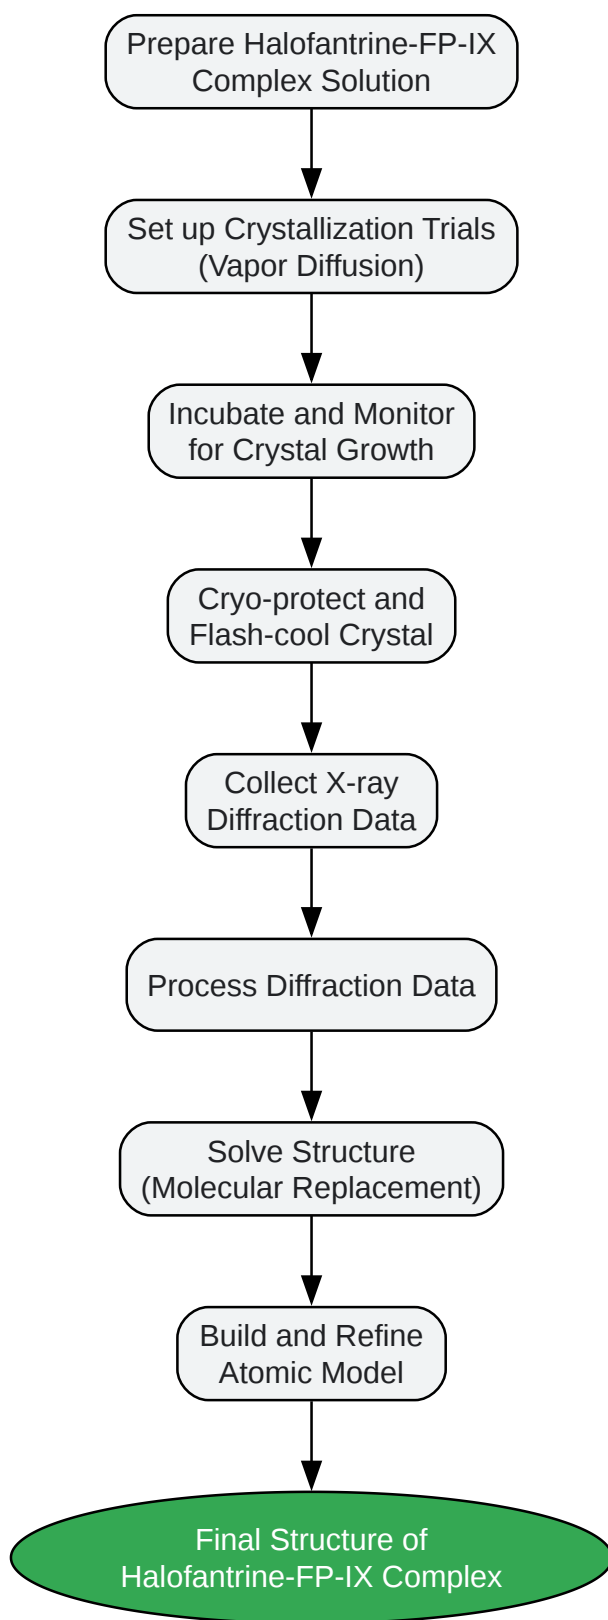 Prepare Halofantrine-FP-IX
Complex Solution
Set up Crystallization Trials
(Vapor Diffusion)
Incubate and Monitor
for Crystal Growth
Cryo-protect and
Flash-cool Crystal
Collect X-ray
Diffraction Data
Process Diffraction Data
Solve Structure
(Molecular Replacement)
Build and Refine
Atomic Model
Final Structure of
Halofantrine-FP-IX Complex